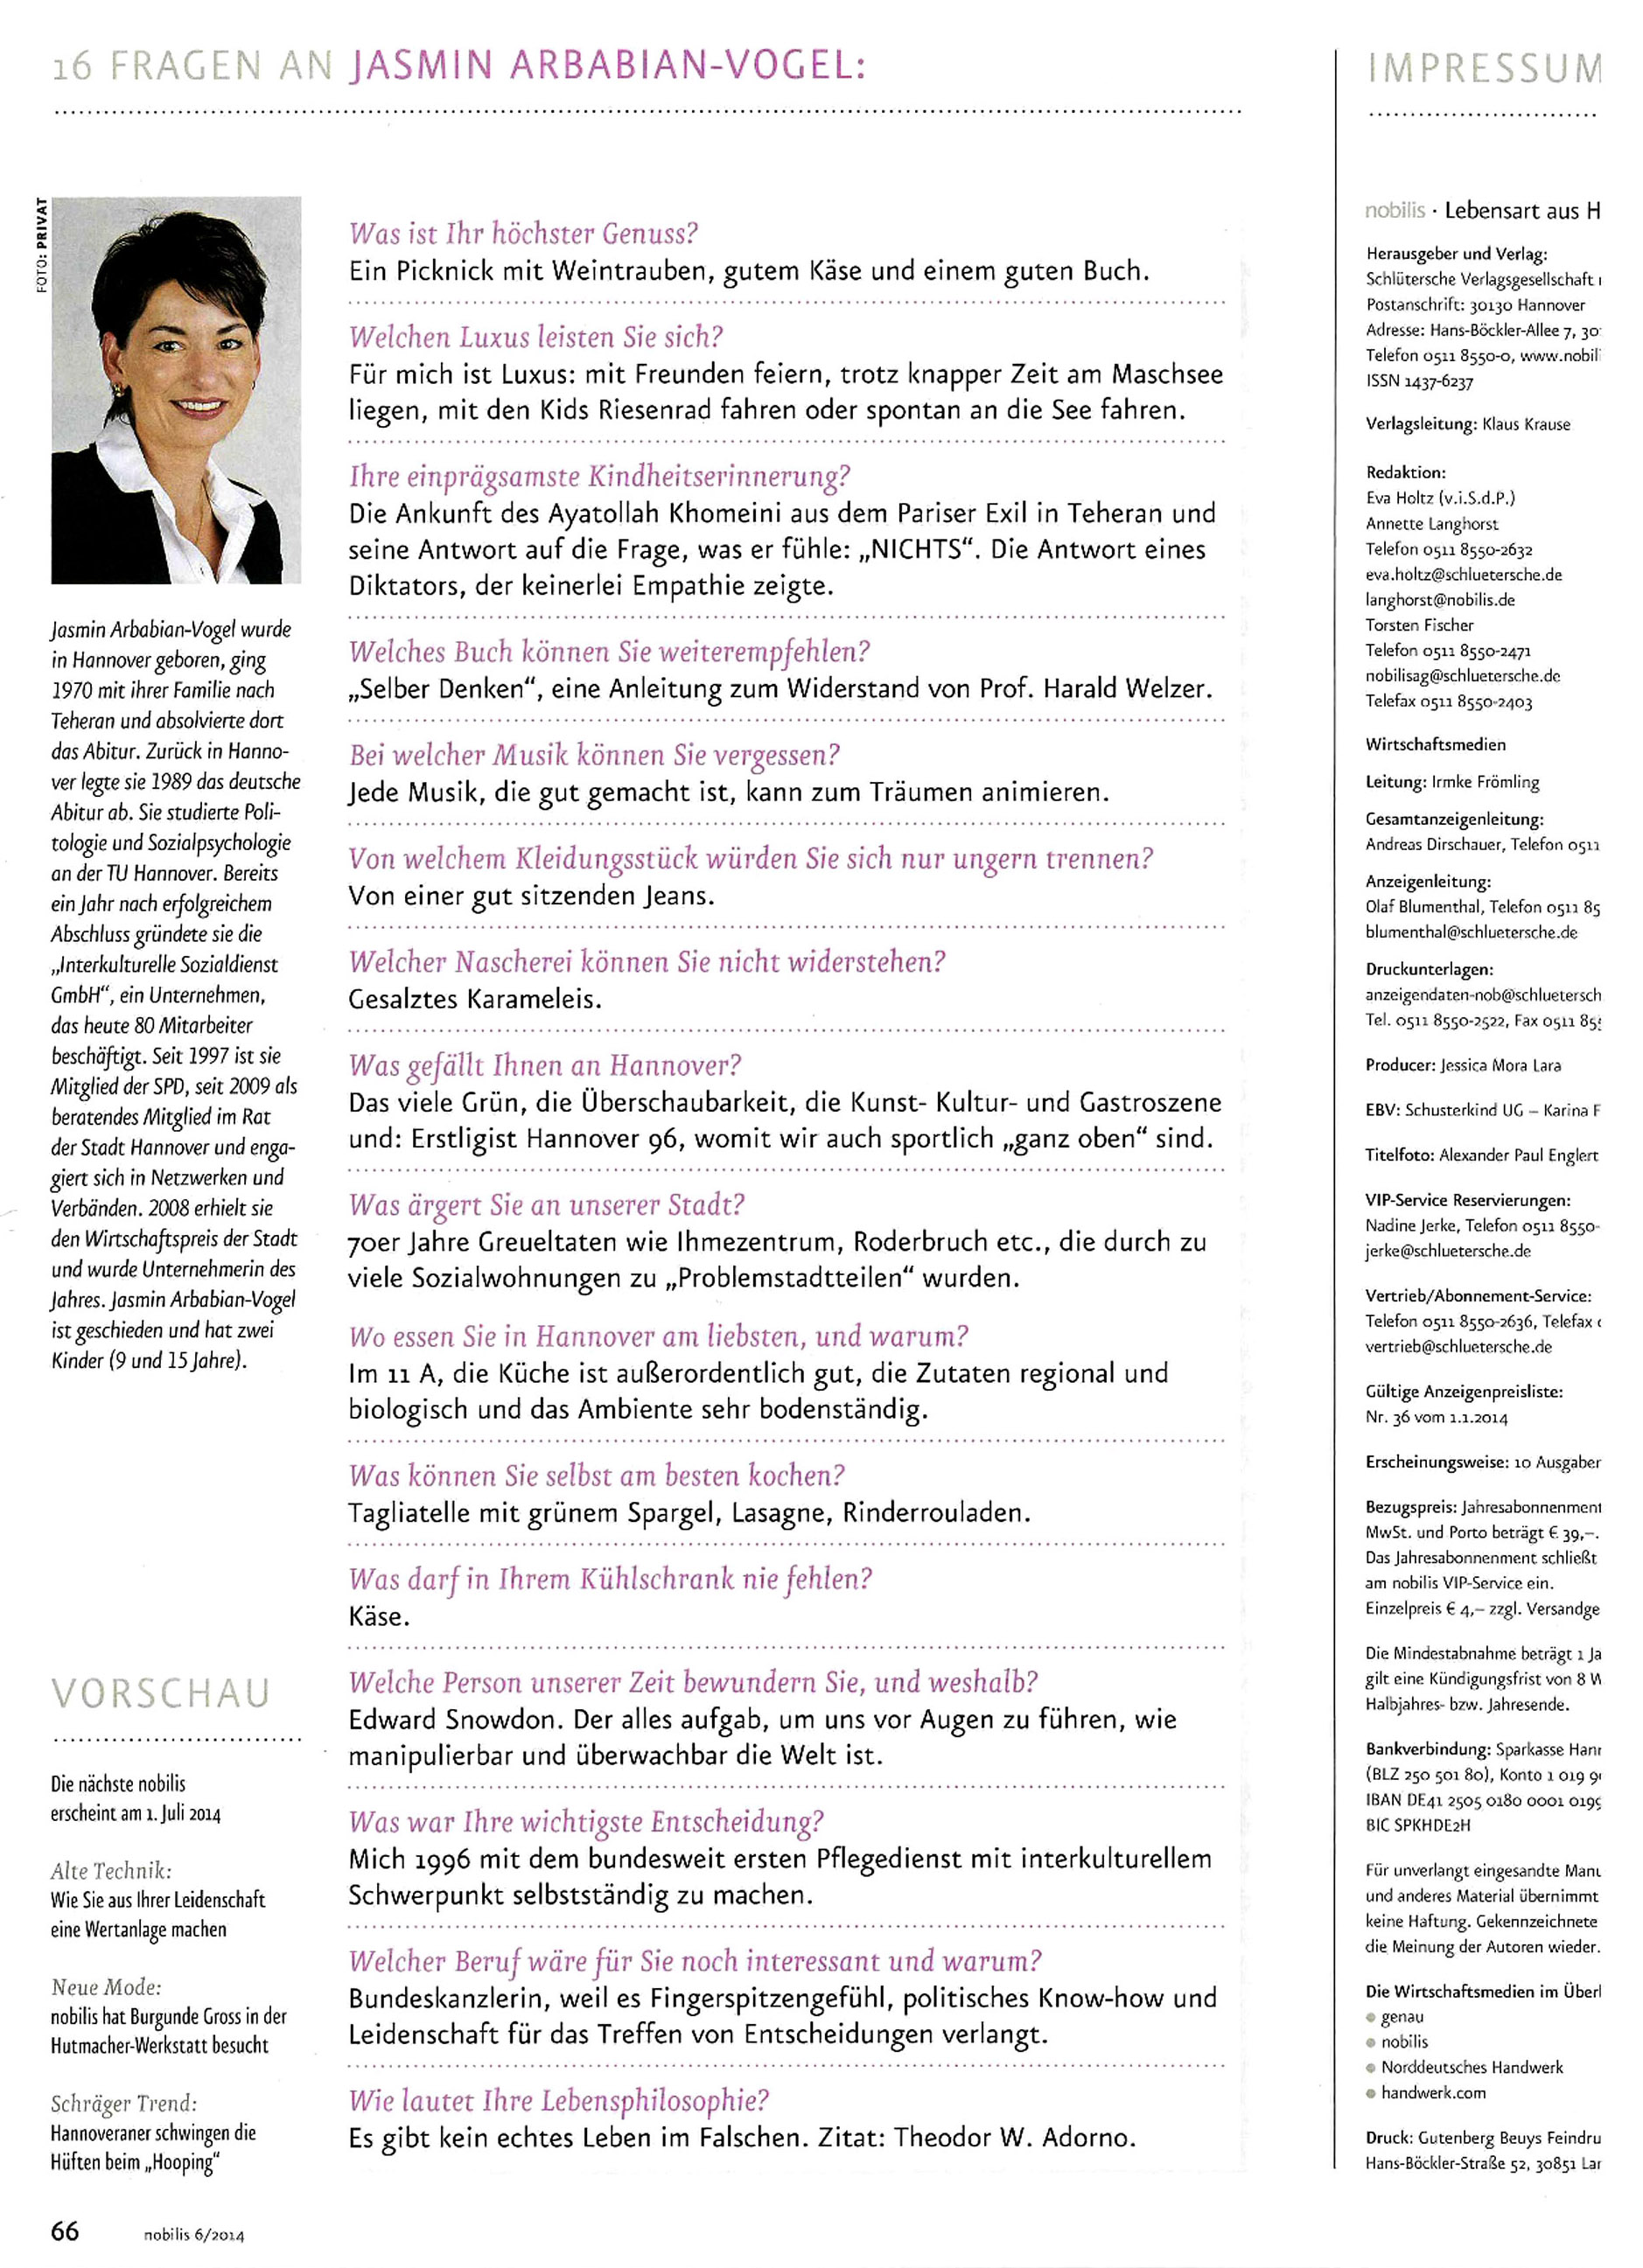 16 FRAGEN AN JASMIN ARBABIAN-VOGEL:
FOTO: PRIVAT
Jasmin Arbabian-Vogel wurde
in Hannover geboren, ging
1970 mit ihrer Familie nach
Teheran und absolvierte dort
das Abitur. Zurück in Hanno-
ver legte sie 1989 das deutsche
Abitur ab. Sie studierte Poli-
tologie und Sozialpsychologie
an der TU Hannover. Bereits
ein Jahr nach erfolgreichem
Abschluss gründete sie die
„Interkulturelle Sozialdienst
GmbH“, ein Unternehmen,
das heute 80 Mitarbeiter
beschäftigt. Seit 1997 ist sie
Mitglied der SPD, seit 2009 als
beratendes Mitglied im Rat
der Stadt Hannover und enga-
giert sich in Netzwerken und
Verbänden. 2008 erhielt sie
den Wirtschaftspreis der Stadt
und wurde Unternehmerin des
Jahres. Jasmin Arbabian-Vogel
ist geschieden und hat zwei
Kinder (9 und 15 Jahre).
VORSCHAU
Die nächste nobilis
erscheint am 1. Juli 2014
Alte Technik:
Wie Sie aus Ihrer Leidenschaft
eine Wertanlage machen
Neue Mode:
nobilis hat Burgunde Gross in der
Hutmacher-Werkstatt besucht
Schräger Trend:
Hannoveraner schwingen die
Hüften beim „Hooping“
Was ist Ihr höchster Genuss?
Ein Picknick mit Weintrauben, gutem Käse und einem guten Buch.
Welchen Luxus leisten Sie sich?
Für mich ist Luxus: mit Freunden feiern, trotz knapper Zeit am Maschsee
liegen, mit den Kids Riesenrad fahren oder spontan an die See fahren.
Ihre einprägsamste Kindheitserinnerung?
Die Ankunft des Ayatollah Khomeini aus dem Pariser Exil in Teheran und
seine Antwort auf die Frage, was er fühle: „NICHTS“. Die Antwort eines
Diktators, der keinerlei Empathie zeigte.
Welches Buch können Sie weiterempfehlen?
„Selber Denken“, eine Anleitung zum Widerstand von Prof. Harald Welzer.
Bei welcher Musik können Sie vergessen?
Jede Musik, die gut gemacht ist, kann zum Träumen animieren.
Von welchem Kleidungsstück würden Sie sich nur ungern trennen?
Von einer gut sitzenden Jeans.
Welcher Nascherei können Sie nicht widerstehen?
Gesalztes Karameleis.
Was gefällt Ihnen an Hannover?
Das viele Grün, die Überschaubarkeit, die Kunst- Kultur- und Gastroszene
und: Erstligist Hannover 96, womit wir auch sportlich „ganz oben“ sind.
Was ärgert Sie an unserer Stadt?
70er Jahre Greueltaten wie Ihmezentrum, Roderbruch etc., die durch zu
viele Sozialwohnungen zu „Problemstadtteilen“ wurden.
Wo essen Sie in Hannover am liebsten, und warum?
Im 11 A, die Küche ist außerordentlich gut, die Zutaten regional und
biologisch und das Ambiente sehr bodenständig.
Was können Sie selbst am besten kochen?
Tagliatelle mit grünem Spargel, Lasagne, Rinderrouladen.
Was darf in Ihrem Kühlschrank nie fehlen?
Käse.
Welche Person unserer Zeit bewundern Sie, und weshalb?
Edward Snowdon. Der alles aufgab, um uns vor Augen zu führen, wie
manipulierbar und überwachbar die Welt ist.
Was war Ihre wichtigste Entscheidung?
Mich 1996 mit dem bundesweit ersten Pflegedienst mit interkulturellem
Schwerpunkt selbstständig zu machen.
Welcher Beruf wäre für Sie noch interessant und warum?
Bundeskanzlerin, weil es Fingerspitzengefühl, politisches Know-how und
Leidenschaft für das Treffen von Entscheidungen verlangt.
Wie lautet Ihre Lebensphilosophie?
Es gibt kein echtes Leben im Falschen. Zitat: Theodor W. Adorno.
IMPRESSUM
nobilis · Lebensart aus H
Herausgeber und Verlag:
Schlütersche Verlagsgesellschaft
Postanschrift: 30130 Hannover
Adresse: Hans-Böckler-Allee 7, 30
Telefon 0511 8550-0, www.nobil
ISSN 1437-6237
Verlagsleitung: Klaus Krause
Redaktion:
Eva Holtz (v.i.S.d.P.)
Annette Langhorst
Telefon 0511 8550-2632
eva.holtz@schluetersche.de
langhorst@nobilis.de
Torsten Fischer
Telefon 0511 8550-2471
nobilisag@schluetersche.de
Telefax 0511 8550-2403
Wirtschaftsmedien
Leitung: Irmke Frömling
Gesamtanzeigenleitung:
Andreas Dirschauer, Telefon 0511
Anzeigenleitung:
Olaf Blumenthal, Telefon 0511 85
blumenthal@schluetersche.de
Druckunterlagen:
anzeigendaten-nob@schluetersch
Tel. 0511 8550-2522, Fax 0511 85
Producer: Jessica Mora Lara
EBV: Schusterkind UG – Karina F
Titelfoto: Alexander Paul Englert
VIP-Service Reservierungen:
Nadine Jerke, Telefon 0511 8550-
jerke@schluetersche.de
Vertrieb/Abonnement-Service:
Telefon 0511 8550-2636, Telefax
vertrieb@schluetersche.de
Gültige Anzeigenpreisliste:
Nr. 36 vom 1.1.2014
Erscheinungsweise: 10 Ausgaben
Bezugspreis: Jahresabonnenment
MwSt. und Porto beträgt € 39,–.
Das Jahresabonnenment schließt
am nobilis VIP-Service ein.
Einzelpreis € 4,– zzgl. Versandge
Die Mindestabnahme beträgt 1 Ja
gilt eine Kündigungsfrist von 8
Halbjahres- bzw. Jahresende.
Bankverbindung: Sparkasse Hann
(BLZ 250 501 80), Konto 1 019 9
IBAN DE41 2505 0180 0001 019
BIC SPKHDE2H
Für unverlangt eingesandte Manu
und anderes Material übernimmt
keine Haftung. Gekennzeichnete
die Meinung der Autoren wieder.
Die Wirtschaftsmedien im Überl
genau
nobilis
Norddeutsches Handwerk
handwerk.com
Druck: Gutenberg Beuys Feindru
Hans-Böckler-Straße 52, 30851 Lan
66 nobilis 6/2014